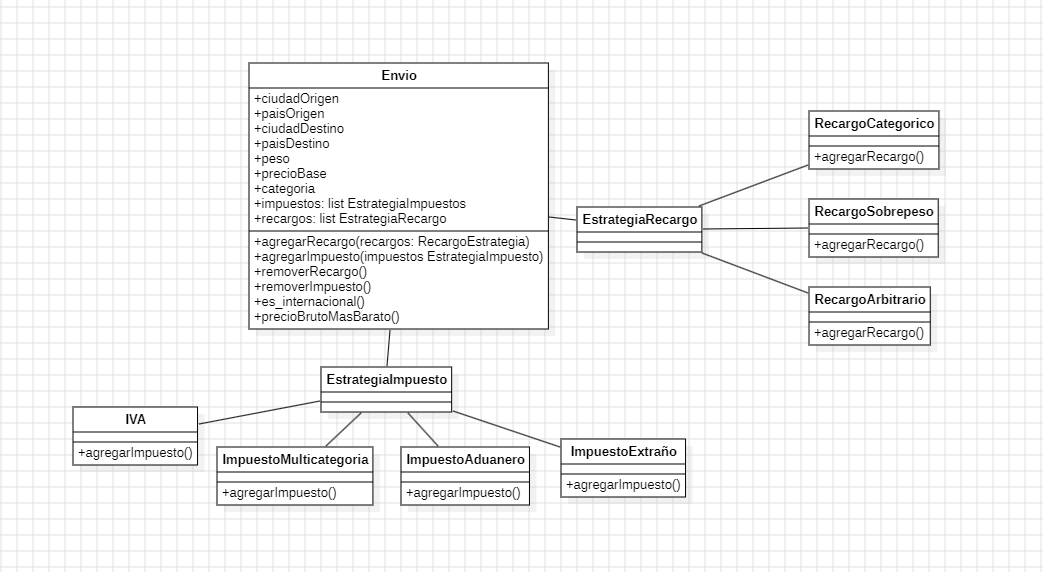 Envio
+ciudadOrigen
+paisOrigen
+ciudadDestino
+paisDestino
+peso
+precioBase
+categoria
+impuestos: list EstrategiaImpuestos
+recargos: list EstrategiaRecargo
+agregarRecargo(recargos: RecargoEstrategia)
+agregarImpuesto(impuestos EstrategiaImpuesto)
+removerRecargo()
+removerImpuesto()
+es_internacional()
+precioBrutoMasBarato()
EstrategiaRecargo
RecargoCategorico
+agregarRecargo()
RecargoSobrepeso
+agregarRecargo()
RecargoArbitrario
+agregarRecargo()
EstrategiaImpuesto
IVA
+agregarImpuesto()
ImpuestoMulticategoria
+agregarImpuesto()
ImpuestoAduanero
+agregarImpuesto()
ImpuestoExtraño
+agregarImpuesto()